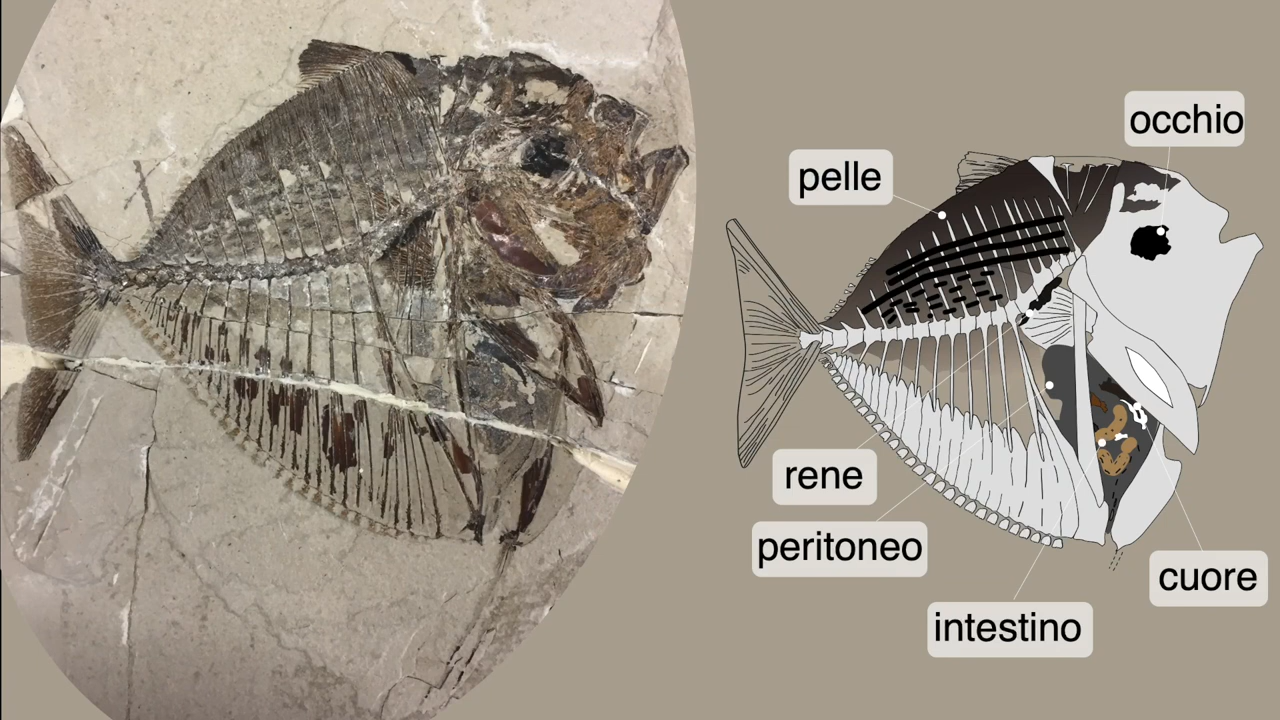 occhio
pelle
rene
peritoneo
cuore
intestino